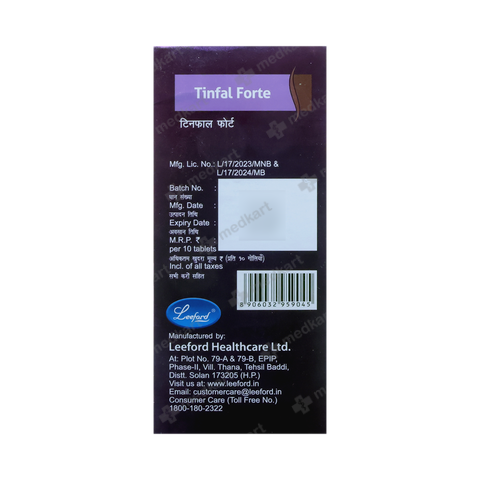 Tinfal Forte
टिनफाल फोर्ट
Mfg. Lic. No.: L/17/2023/MNB &
L/17/2024/MB
Batch No. :
घान संख्या
Mfg. Date :
उत्पादन तिथि
Expiry Date :
अवसान तिथि
M.R.P. ₹ :
per 10 tablets
अधिकतम खुदरा मूल्य ₹ (प्रति १० गोलियाँ)
Incl. of all taxes
सभी करों सहित
8 906032 959045
Leeford
Manufactured by:
Leeford Healthcare Ltd.
At: Plot No. 79-A & 79-B, EPIP,
Phase-II, Vill. Thana, Tehsil Baddi,
Distt. Solan 173205 (H.P.)
Visit us at: www.leeford.in
Email: customercare@leeford.in
Consumer Care (Toll Free No.)
1800-180-2322
medkart